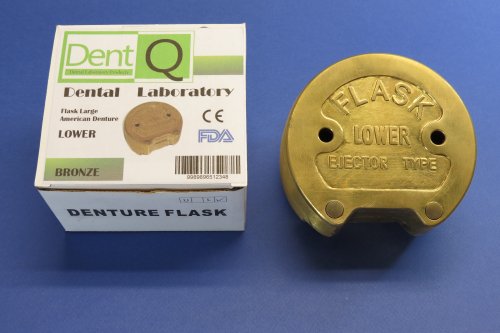 Dent Q
Dental Laboratory Products
Dental Laboratory
Flask Large
American Denture
LOWER
CE
FDA
BRONZE
9989696512348
DENTURE FLASK
FLASK
LOWER
EJECTOR TYPE